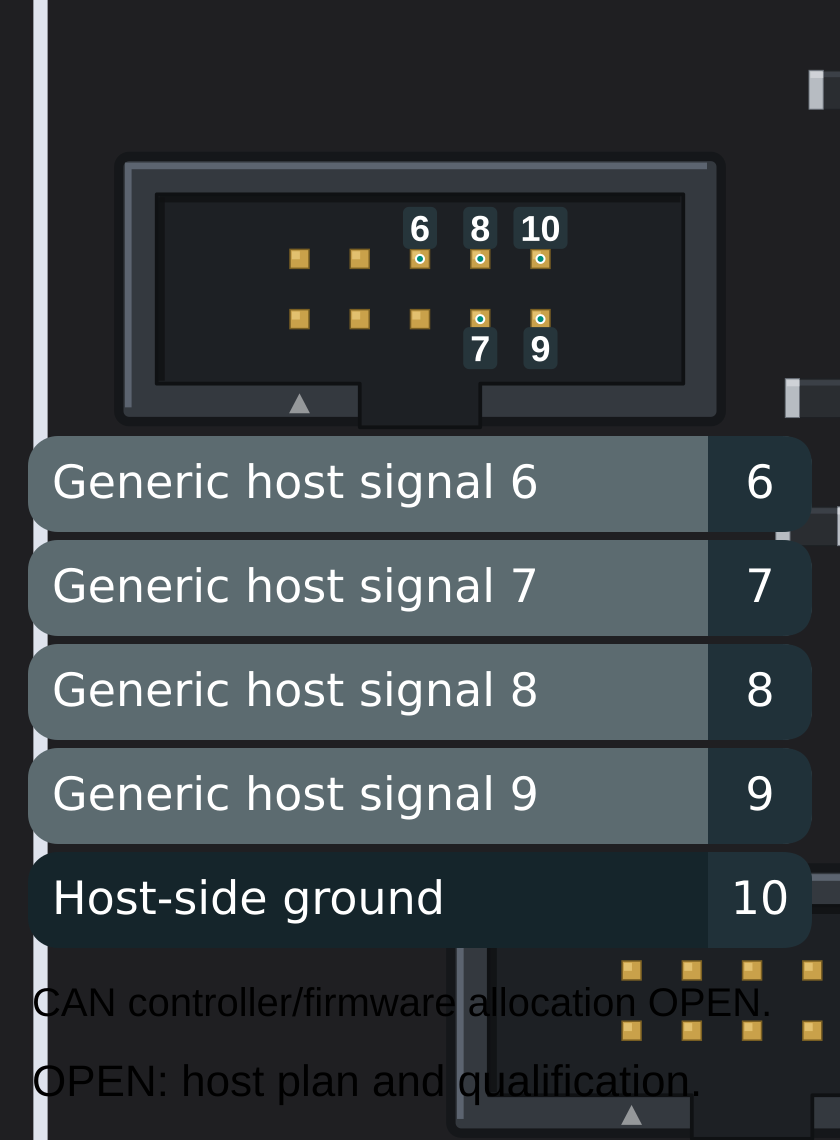 6 8 10
7 9
Generic host signal 6 6
Generic host signal 7 7
Generic host signal 8 8
Generic host signal 9 9
Host-side ground 10
CAN controller/firmware allocation OPEN.
OPEN: host plan and qualification.